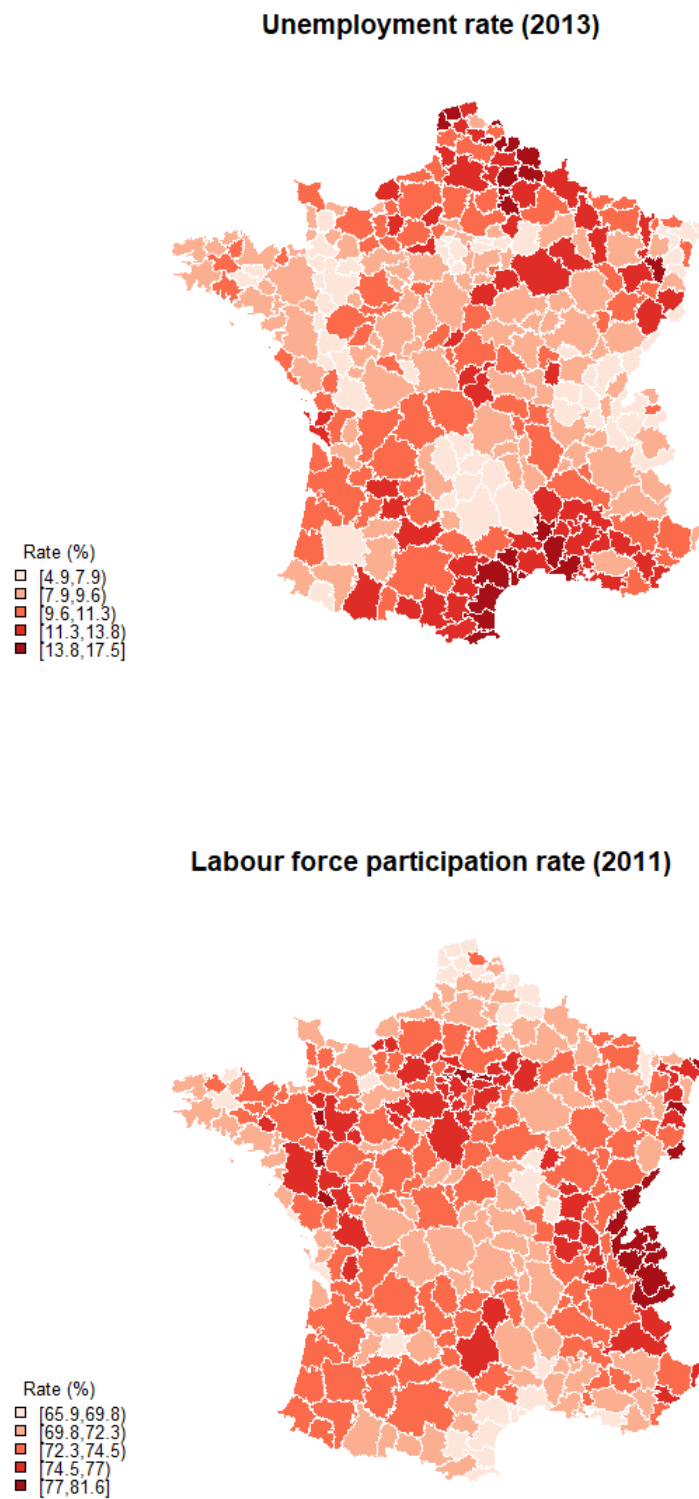 Unemployment rate (2013)
Rate (%)
[4.9,7.9)
[7.9,9.6)
[9.6,11.3)
[11.3,13.8)
[13.8,17.5]
Labour force participation rate (2011)
Rate (%)
[65.9,69.8)
[69.8,72.3)
[72.3,74.5)
[74.5,77)
[77,81.6]